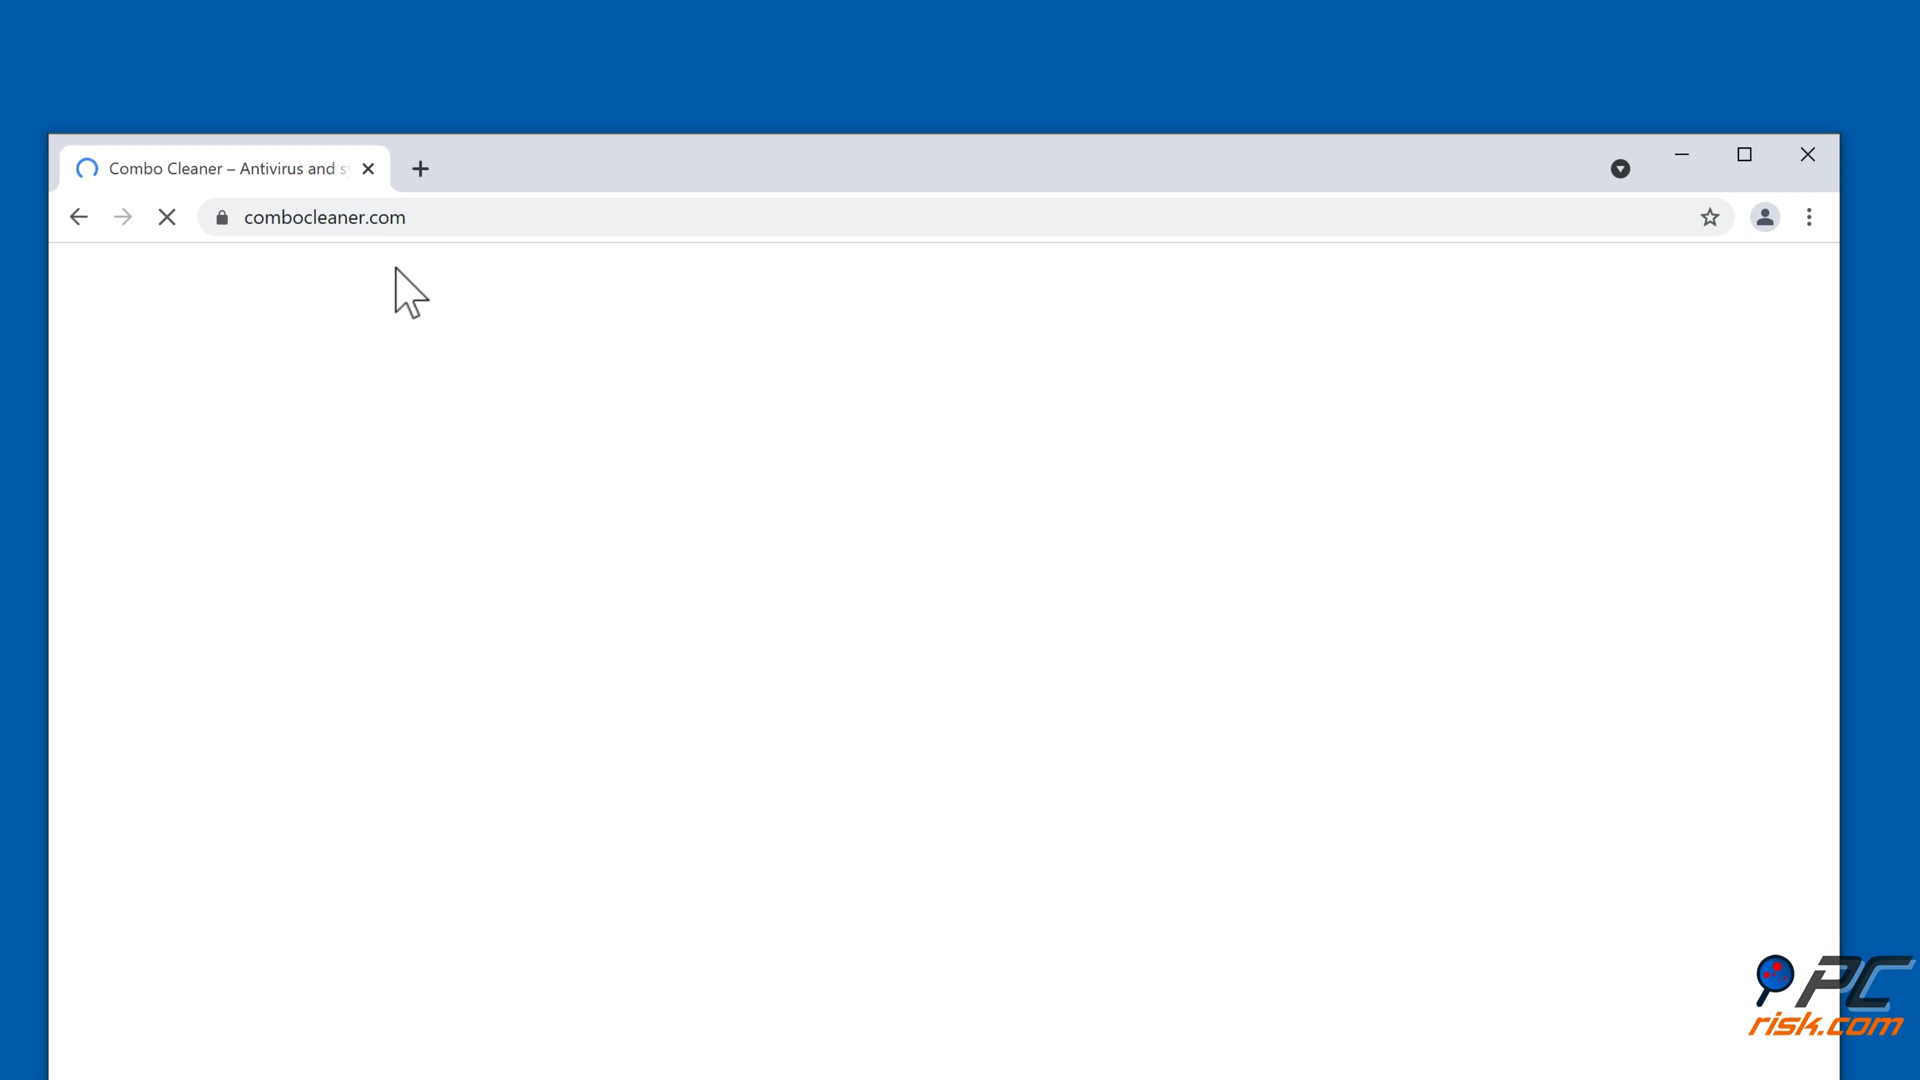 Combo Cleaner – Antivirus and s
combocleaner.com
PC
risk.com